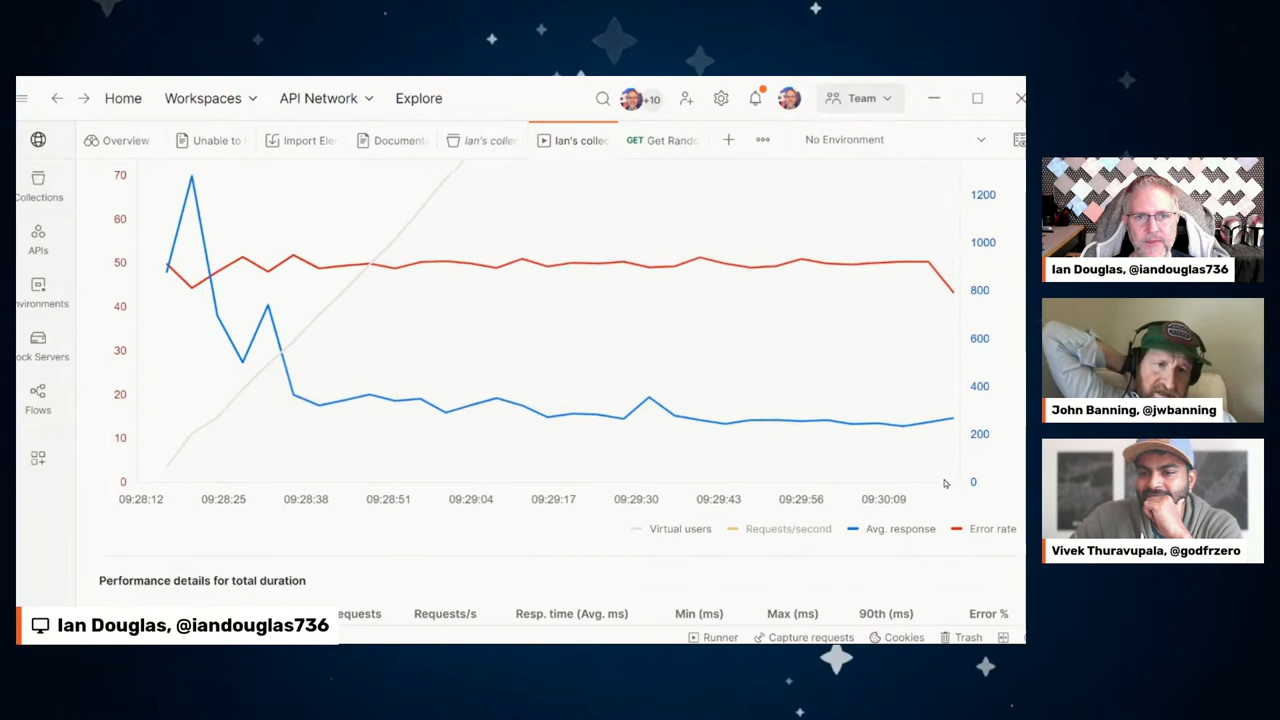 Home Workspaces API Network Explore +10 Team
Overview Unable to Import Ele Document Ian's collec Ian's collec GET Get Rando No Environment
Collections
APIs
nvironments
ock Servers
Flows
70
60
50
40
30
20
10
0
1200
1000
800
600
400
200
0
09:28:12 09:28:25 09:28:38 09:28:51 09:29:04 09:29:17 09:29:30 09:29:43 09:29:56 09:30:09
Virtual users Requests/second Avg. response Error rate
Performance details for total duration
equests Requests/s Resp. time (Avg. ms) Min (ms) Max (ms) 90th (ms) Error %
Runner Capture requests Cookies Trash
Ian Douglas, @iandouglas736
Ian Douglas, @iandouglas736
John Banning, @jwbanning
Vivek Thuravupala, @godfrzero